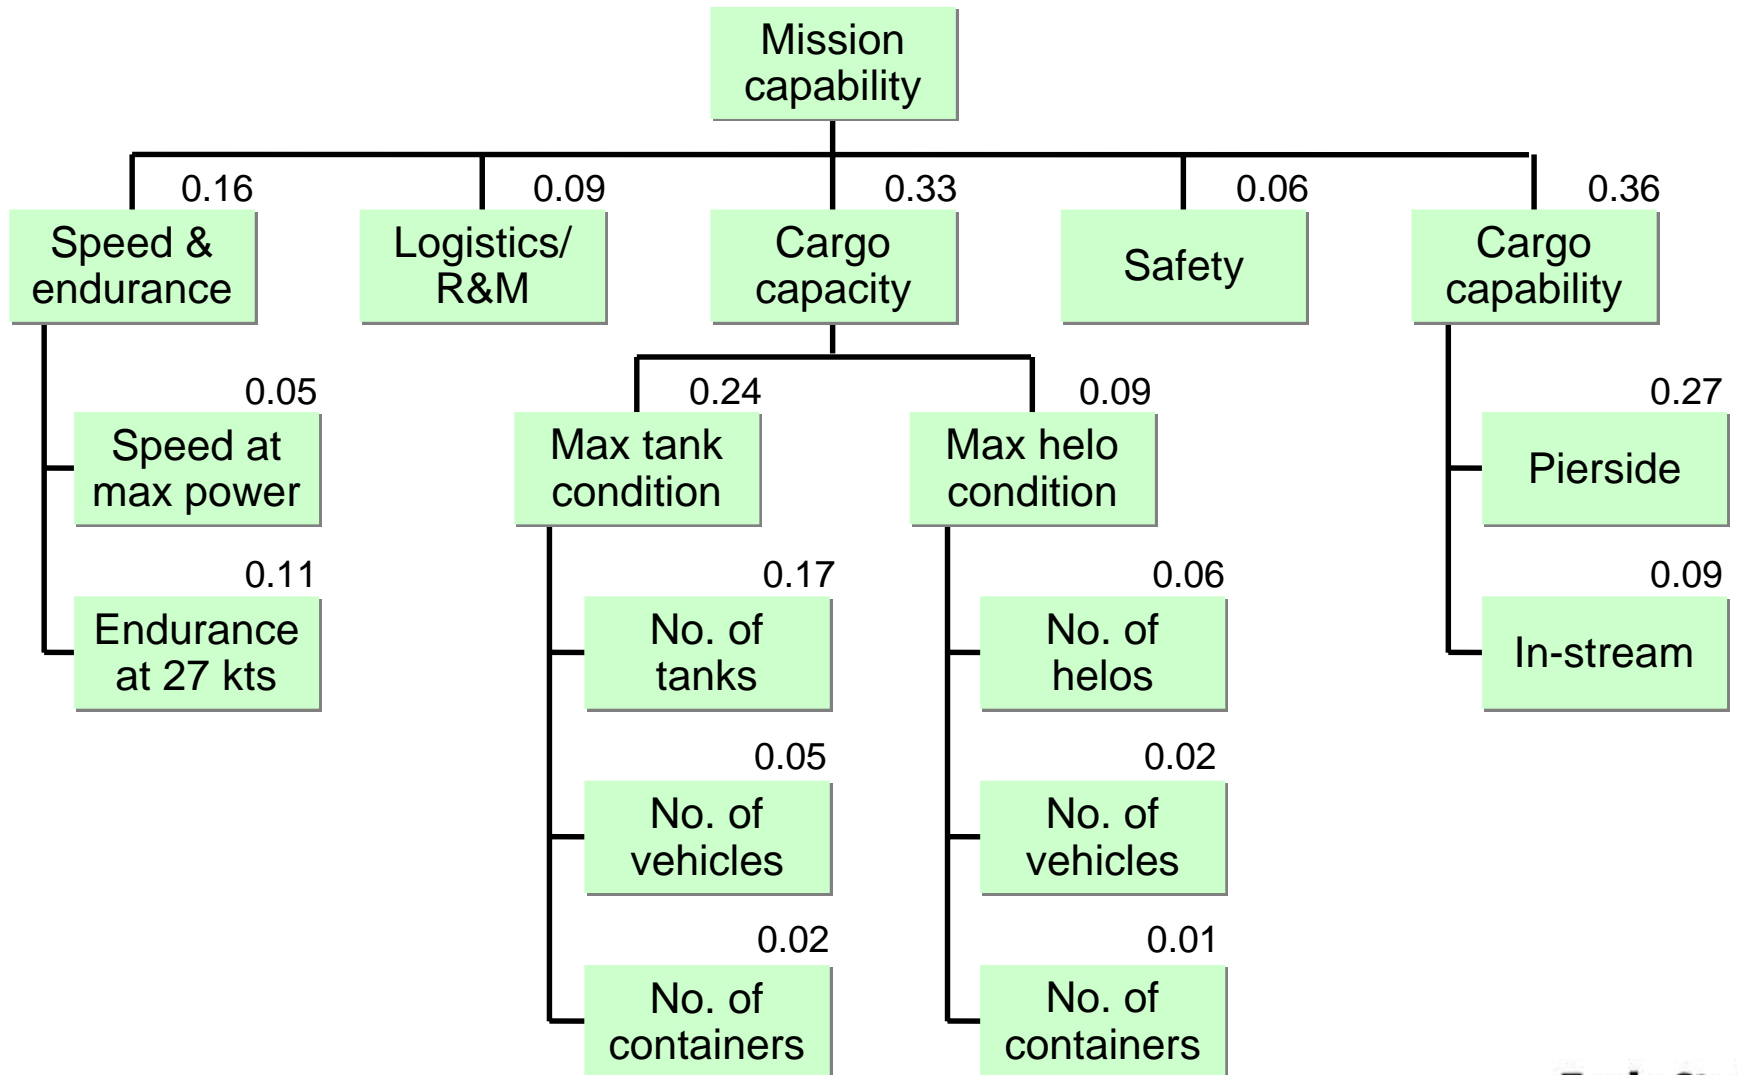 Mission
capability
0.16
0.09
0.33
0.06
0.36
Speed &
endurance
Logistics/
R&M
Cargo
capacity
Safety
Cargo
capability
0.05
0.24
0.09
0.27
Speed at
max power
Max tank
condition
Max helo
condition
Pierside
0.11
0.17
0.06
0.09
Endurance
at 27 kts
No. of
tanks
No. of
helos
In-stream
0.05
0.02
No. of
vehicles
No. of
vehicles
0.02
0.01
No. of
containers
No. of
containers